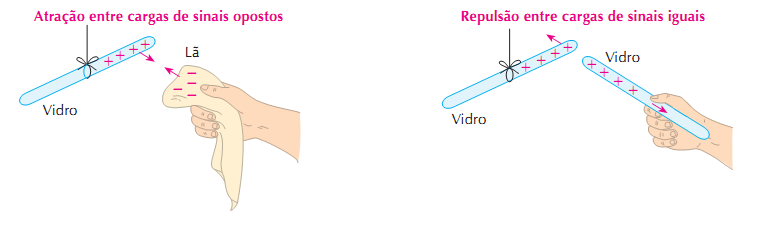 Atração entre cargas de sinais opostos
Lã
Vidro
Repulsão entre cargas de sinais iguais
Vidro
Vidro